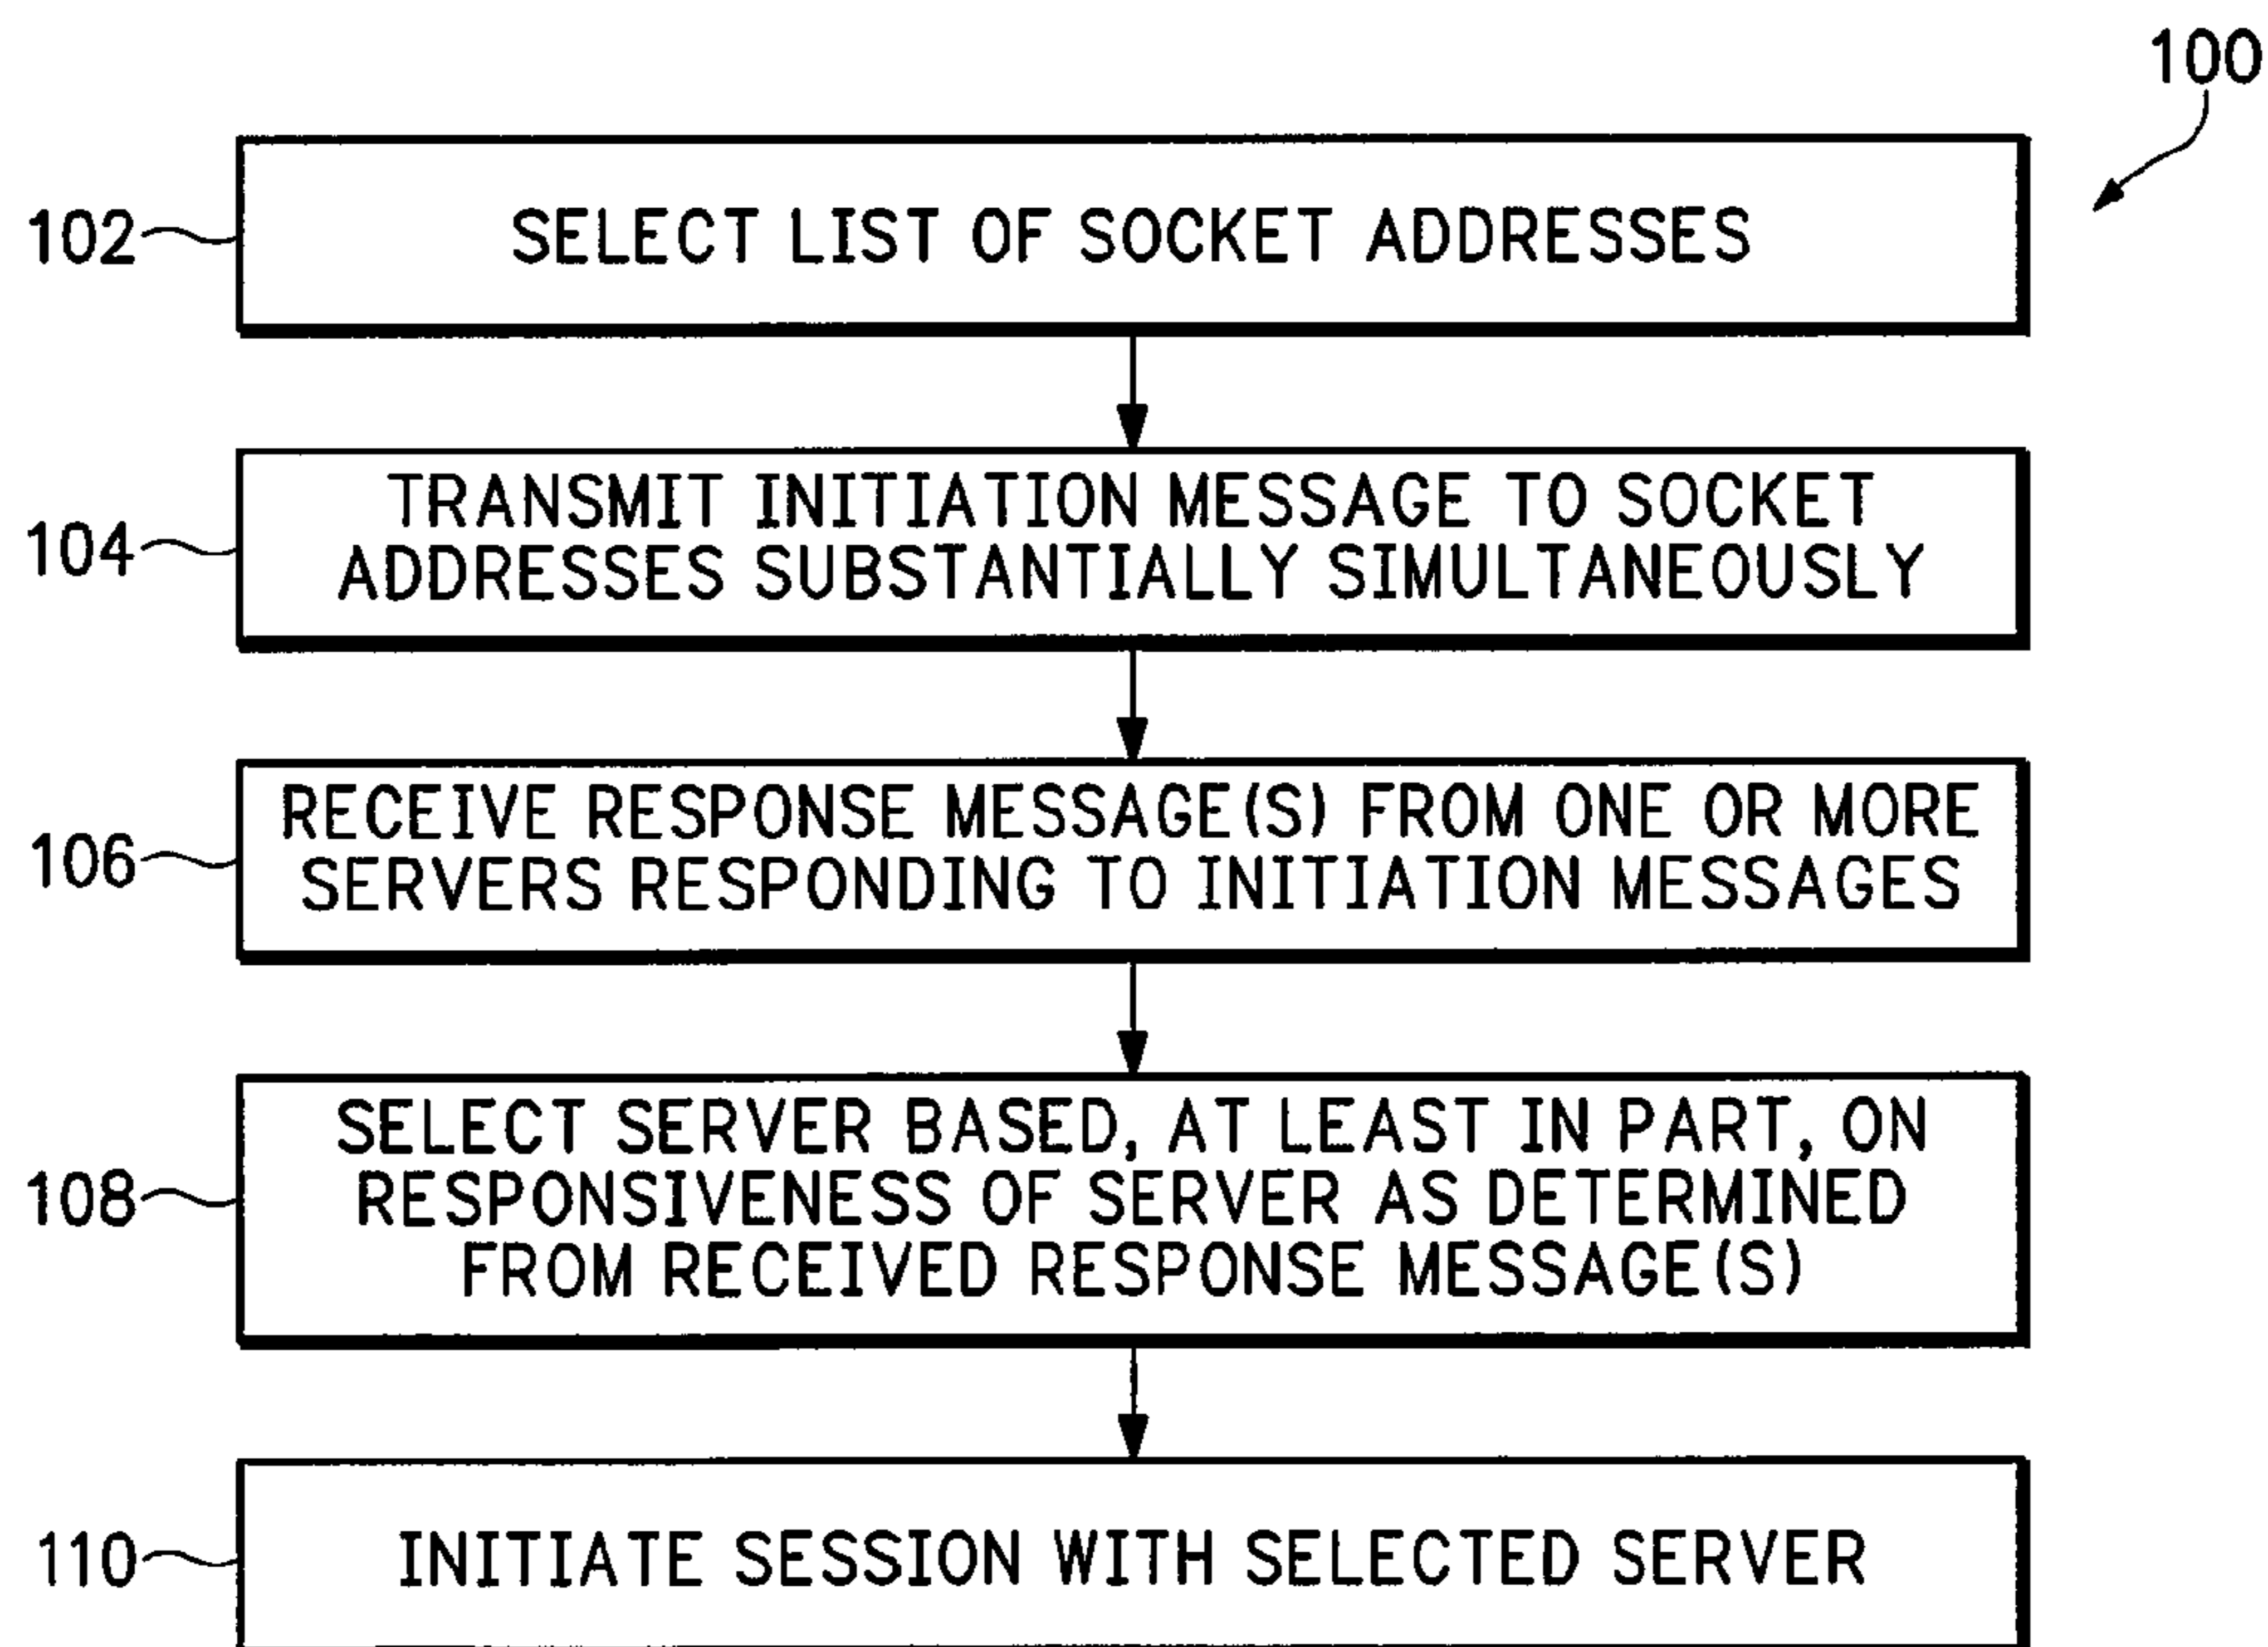 100
102
SELECT LIST OF SOCKET ADDRESSES
104
TRANSMIT INITIATION MESSAGE TO SOCKET
ADDRESSES SUBSTANTIALLY SIMULTANEOUSLY
106
RECEIVE RESPONSE MESSAGE(S) FROM ONE OR MORE
SERVERS RESPONDING TO INITIATION MESSAGES
108
SELECT SERVER BASED, AT LEAST IN PART, ON
RESPONSIVENESS OF SERVER AS DETERMINED
FROM RECEIVED RESPONSE MESSAGE(S)
110
INITIATE SESSION WITH SELECTED SERVER